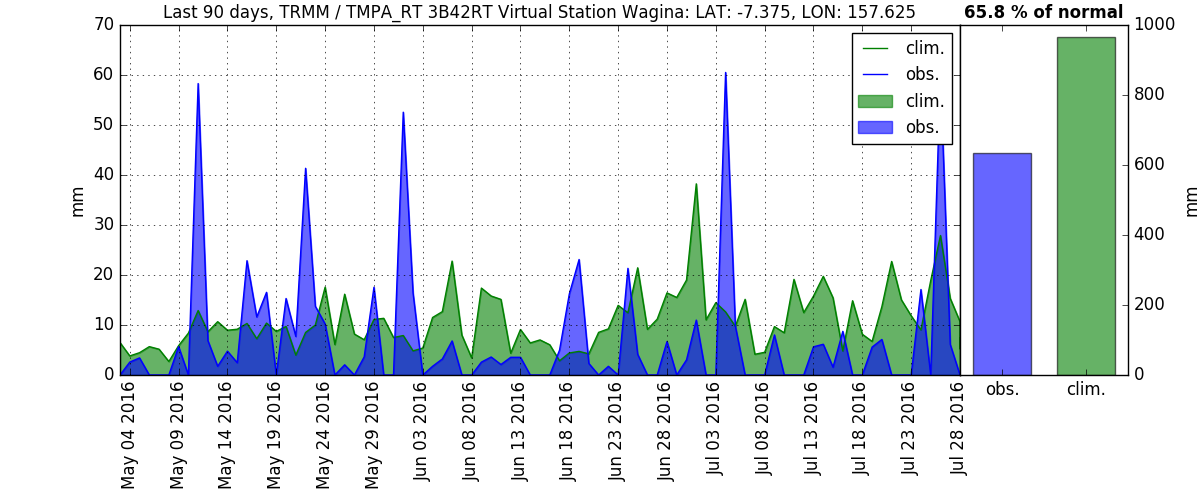 Last 90 days, TRMM / TMPA_RT 3B42RT Virtual Station Wagina: LAT: -7.375, LON: 157.625
65.8 % of normal
70
60
50
40
30
20
10
0
mm
clim.
obs.
clim.
obs.
May 04 2016
May 09 2016
May 14 2016
May 19 2016
May 24 2016
May 29 2016
Jun 03 2016
Jun 08 2016
Jun 13 2016
Jun 18 2016
Jun 23 2016
Jun 28 2016
Jul 03 2016
Jul 08 2016
Jul 13 2016
Jul 18 2016
Jul 23 2016
Jul 28 2016
obs.
clim.
1000
800
600
400
200
0
mm